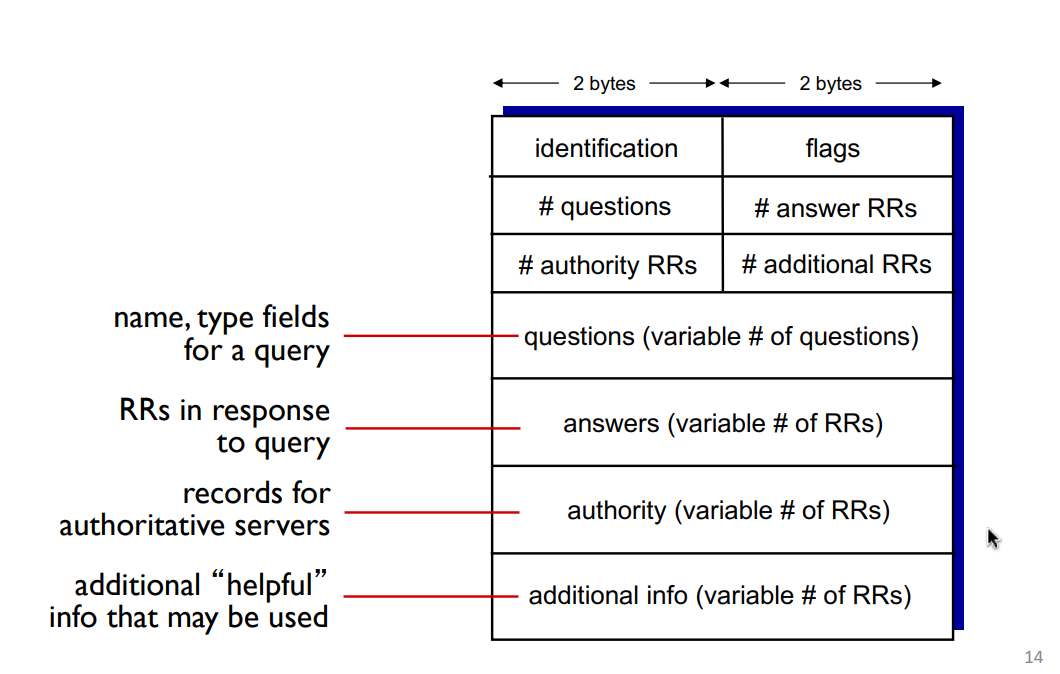 2 bytes 2 bytes
identification flags
# questions # answer RRs
# authority RRs # additional RRs
name, type fields
for a query
questions (variable # of questions)
RRs in response
to query
answers (variable # of RRs)
records for
authoritative servers
authority (variable # of RRs)
additional “helpful”
info that may be used
additional info (variable # of RRs)
14